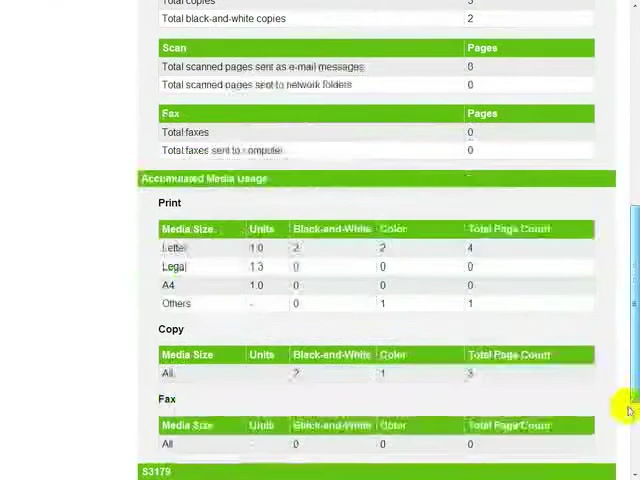 Total copies 3
Total black-and-white copies 2
Scan Pages
Total scanned pages sent as e-mail messages 0
Total scanned pages sent to network folders 0
Fax Pages
Total faxes 0
Total faxes sent to computer 0
Accumulated Media Usage
Print
Media Size Units Black-and-White Color Total Page Count
Letter 1.0 2 2 4
Legal 1.3 0 0 0
A4 1.0 0 0 0
Others - 0 1 1
Copy
Media Size Units Black-and-White Color Total Page Count
All 2 1 3
Fax
Media Size Units Black-and-White Color Total Page Count
All - 0 0 0
S3179